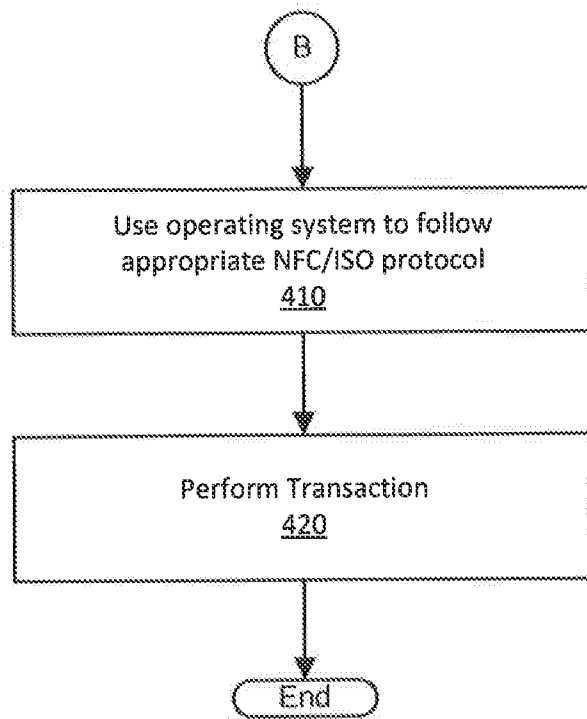 B
Use operating system to follow
appropriate NFC/ISO protocol
410
Perform Transaction
420
End